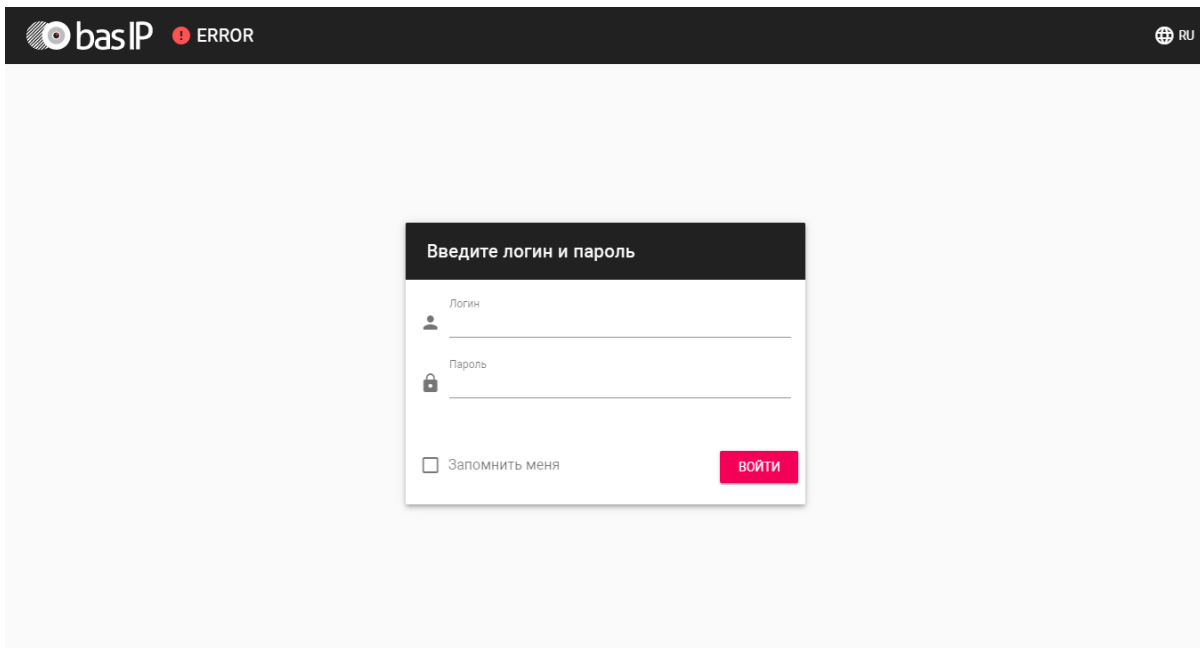 bas IP ERROR RU
Введите логин и пароль
Логин
Пароль
Запомнить меня ВОЙТИ